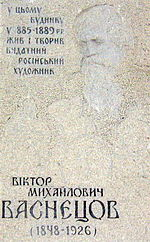 У ЦЬОМУ
БУДИНКУ
У 1885-1889 РР
ЖИВ І ТВОРИВ
ВИДАТНИЙ
РОСІЙСЬКИЙ
ХУДОЖНИК
ВІКТОР
МИХАЙЛОВИЧ
ВАСНЕЦОВ
(1848-1926)